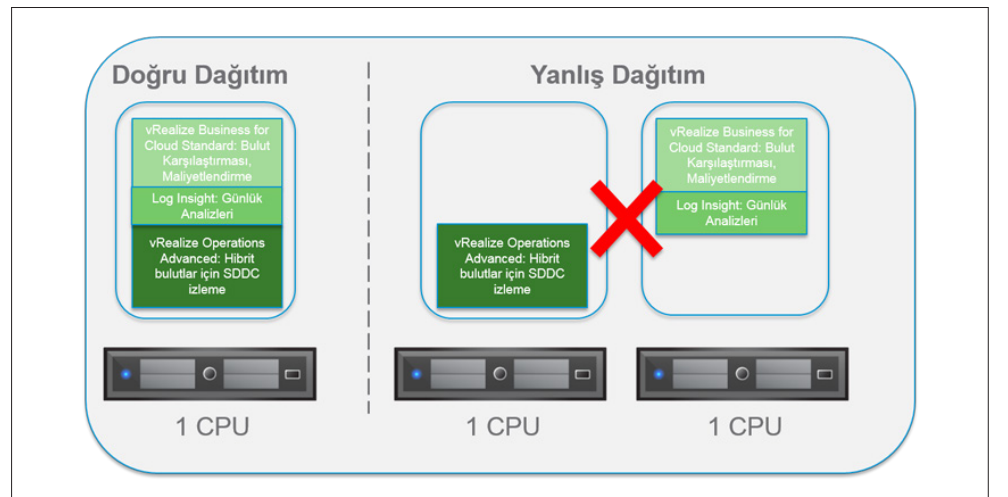 Doğru Dağıtım
vRealize Business for
Cloud Standard: Bulut
Karşılaştırması,
Maliyetlendirme
Log Insight: Günlük
Analizleri
vRealize Operations
Advanced: Hibrit
bulutlar için SDDC
izleme
1 CPU
Yanlış Dağıtım
vRealize Operations
Advanced: Hibrit
bulutlar için SDDC
izleme
1 CPU
vRealize Business for
Cloud Standard: Bulut
Karşılaştırması,
Maliyetlendirme
Log Insight: Günlük
Analizleri
1 CPU